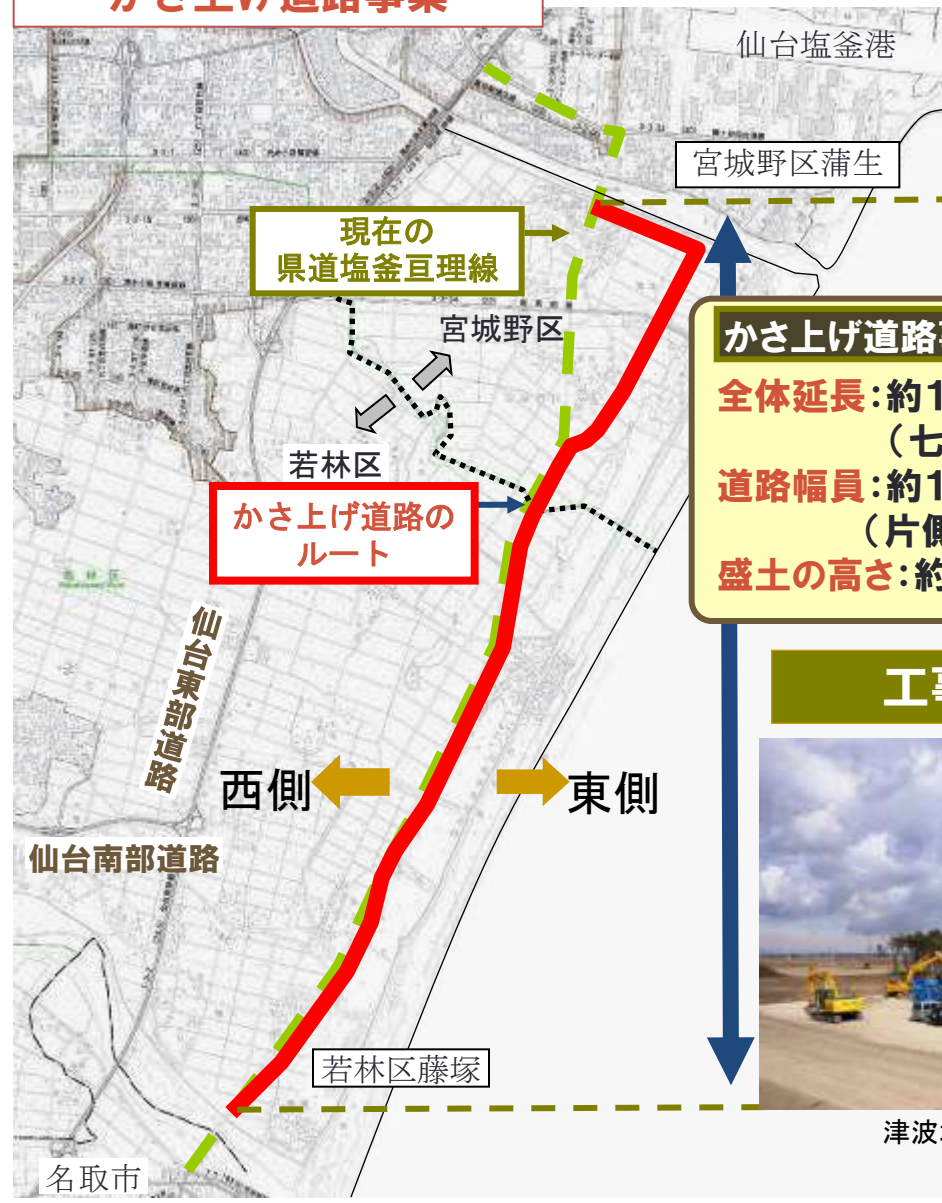 かさ上げ道路事業
仙台塩釜港
宮城野区蒲生
現在の
県道塩釜亘理線
宮城野区
若林区
かさ上げ道路の
ルート
かさ上げ道路
全体延長：約1
（七
道路幅員：約1
（片側
盛土の高さ：約
若林区
仙台東部道路
工事
西側
東側
仙台南部道路
若林区藤塚
津波
名取市